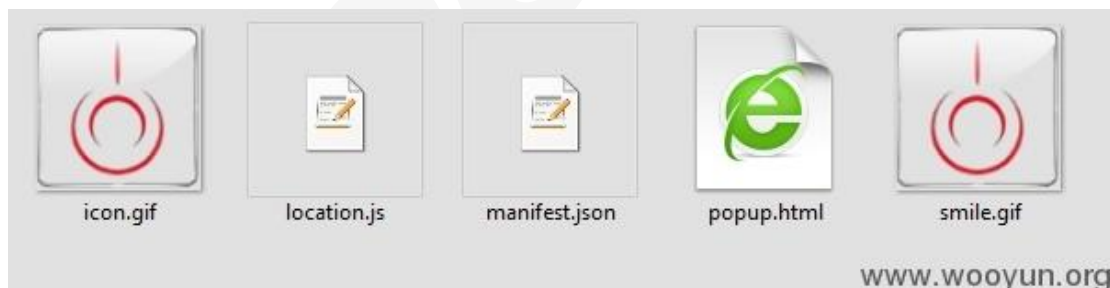 icon.gif
location.js
manifest.json
popup.html
smile.gif
www.wooyun.org